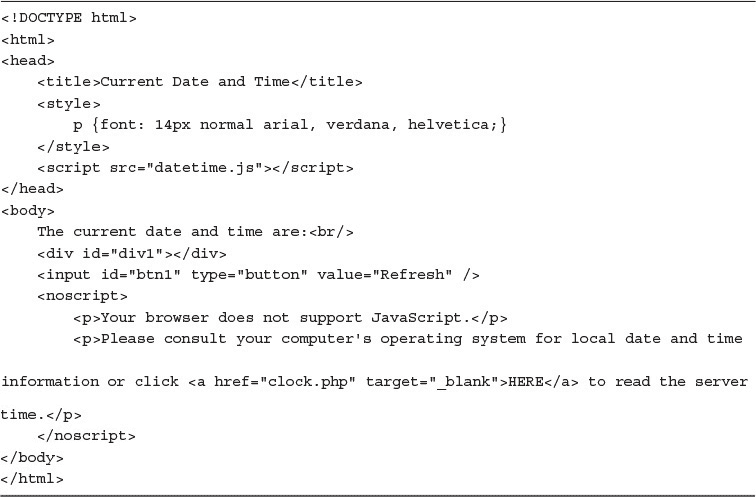 <!DOCTYPE html>
<html>
<head>
    <title>Current Date and Time</title>
    <style>
        p {font: 14px normal arial, verdana, helvetica;}
    </style>
    <script src="datetime.js"></script>
</head>
<body>
    The current date and time are:<br/>
    <div id="div1"></div>
    <input id="btn1" type="button" value="Refresh" />
    <noscript>
        <p>Your browser does not support JavaScript.</p>
        <p>Please consult your computer's operating system for local date and time
information or click <a href="clock.php" target="_blank">HERE</a> to read the server
time.</p>
    </noscript>
</body>
</html>